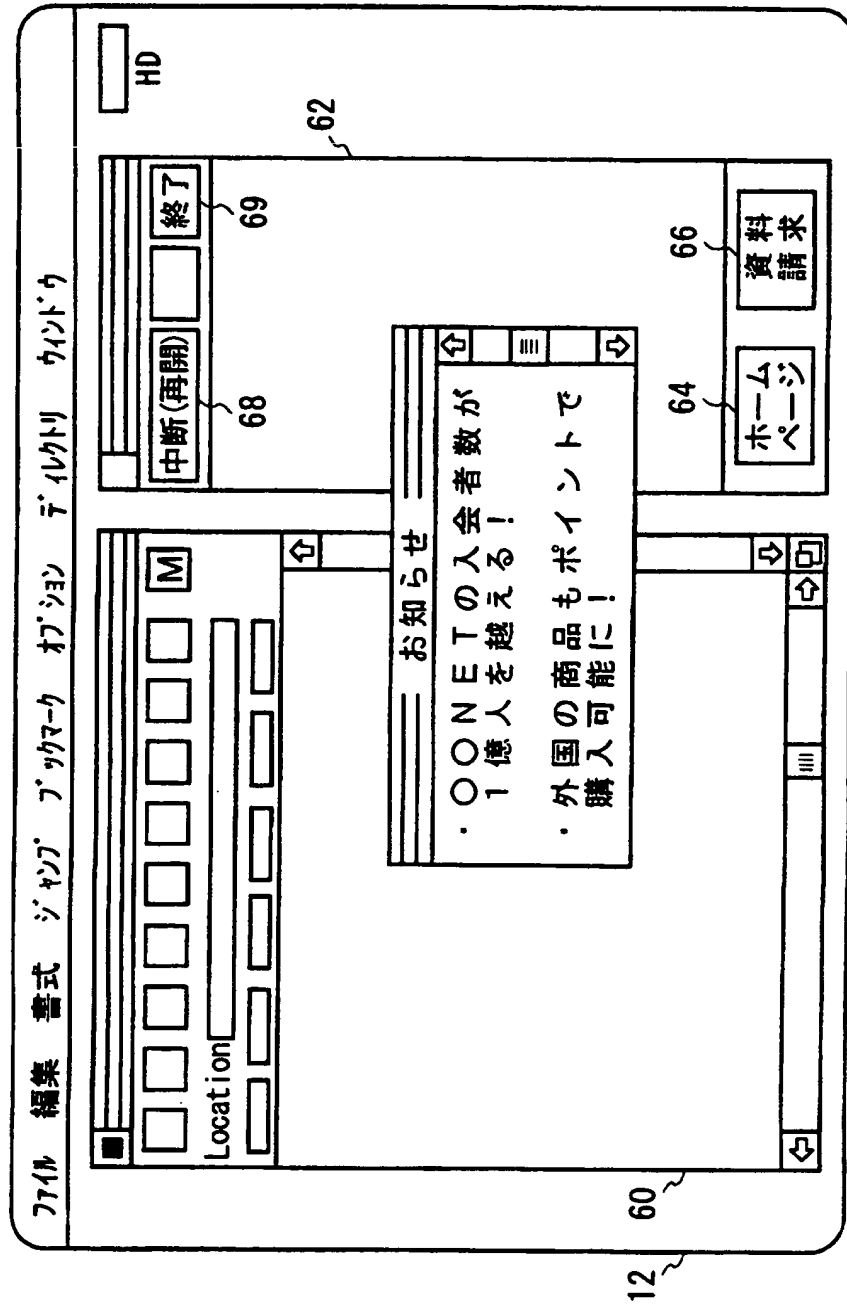 ファイル 編集 書式 ジャンプ ブックマーク オプション ディレクトリ ウィンドウ
HD
M
Location
中断(再開)
終了
68
69
62
お知らせ
・○○NETの入会者数が
1億人を越える!
・外国の商品もポイントで
購入可能に!
64
66
ホーム
ページ
資料
請求
60
12